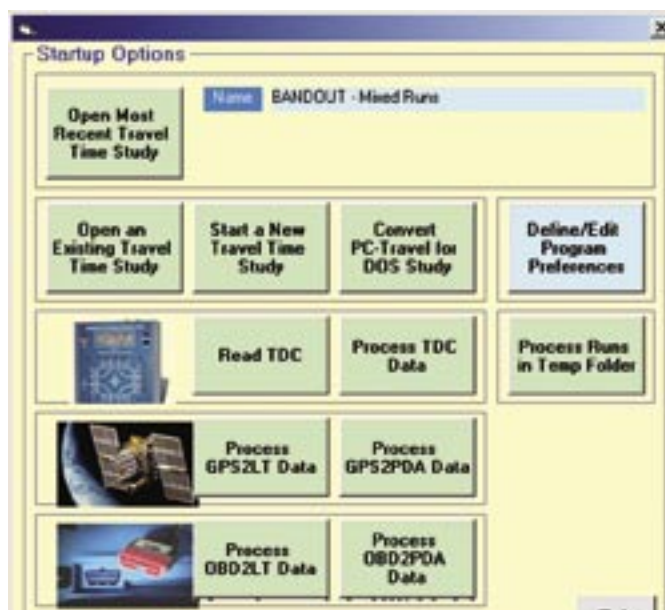 Startup Options
Open Most
Recent Travel
Time Study
Name BANDOUT - Mixed Runs
Open an
Existing Travel
Time Study
Start a New
Travel Time
Study
Convert
PC-Travel for
DOS Study
Define/Edit
Program
Preferences
Read TDC
Process TDC
Data
Process Runs
in Temp Folder
Process
GPS2LT Data
Process
GPS2PDA Data
Process
OBD2LT Data
Process
OBD2PDA
Data